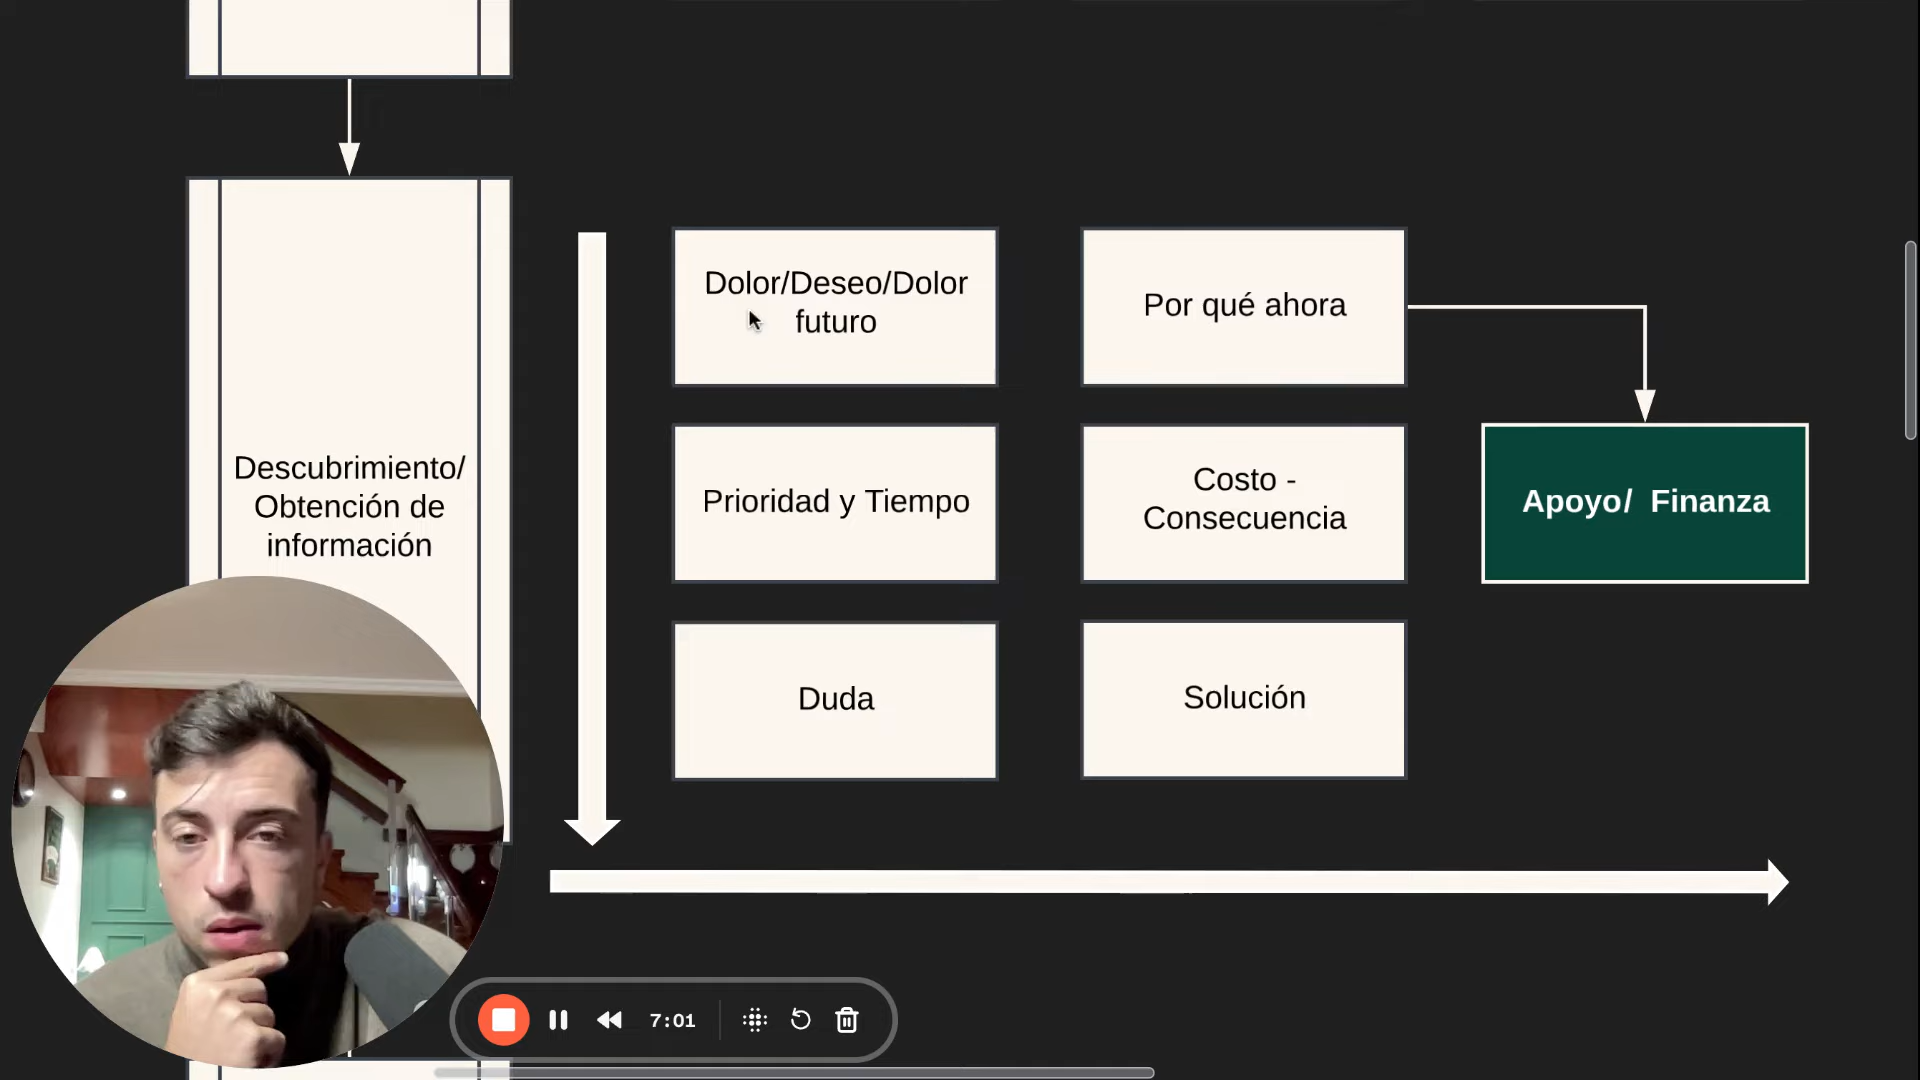 Dolor/Deseo/Dolor
futuro
Por qué ahora
Descubrimiento/
Obtención de
información
Prioridad y Tiempo
Costo -
Consecuencia
Apoyo/  Finanza
Duda
Solución
7:01